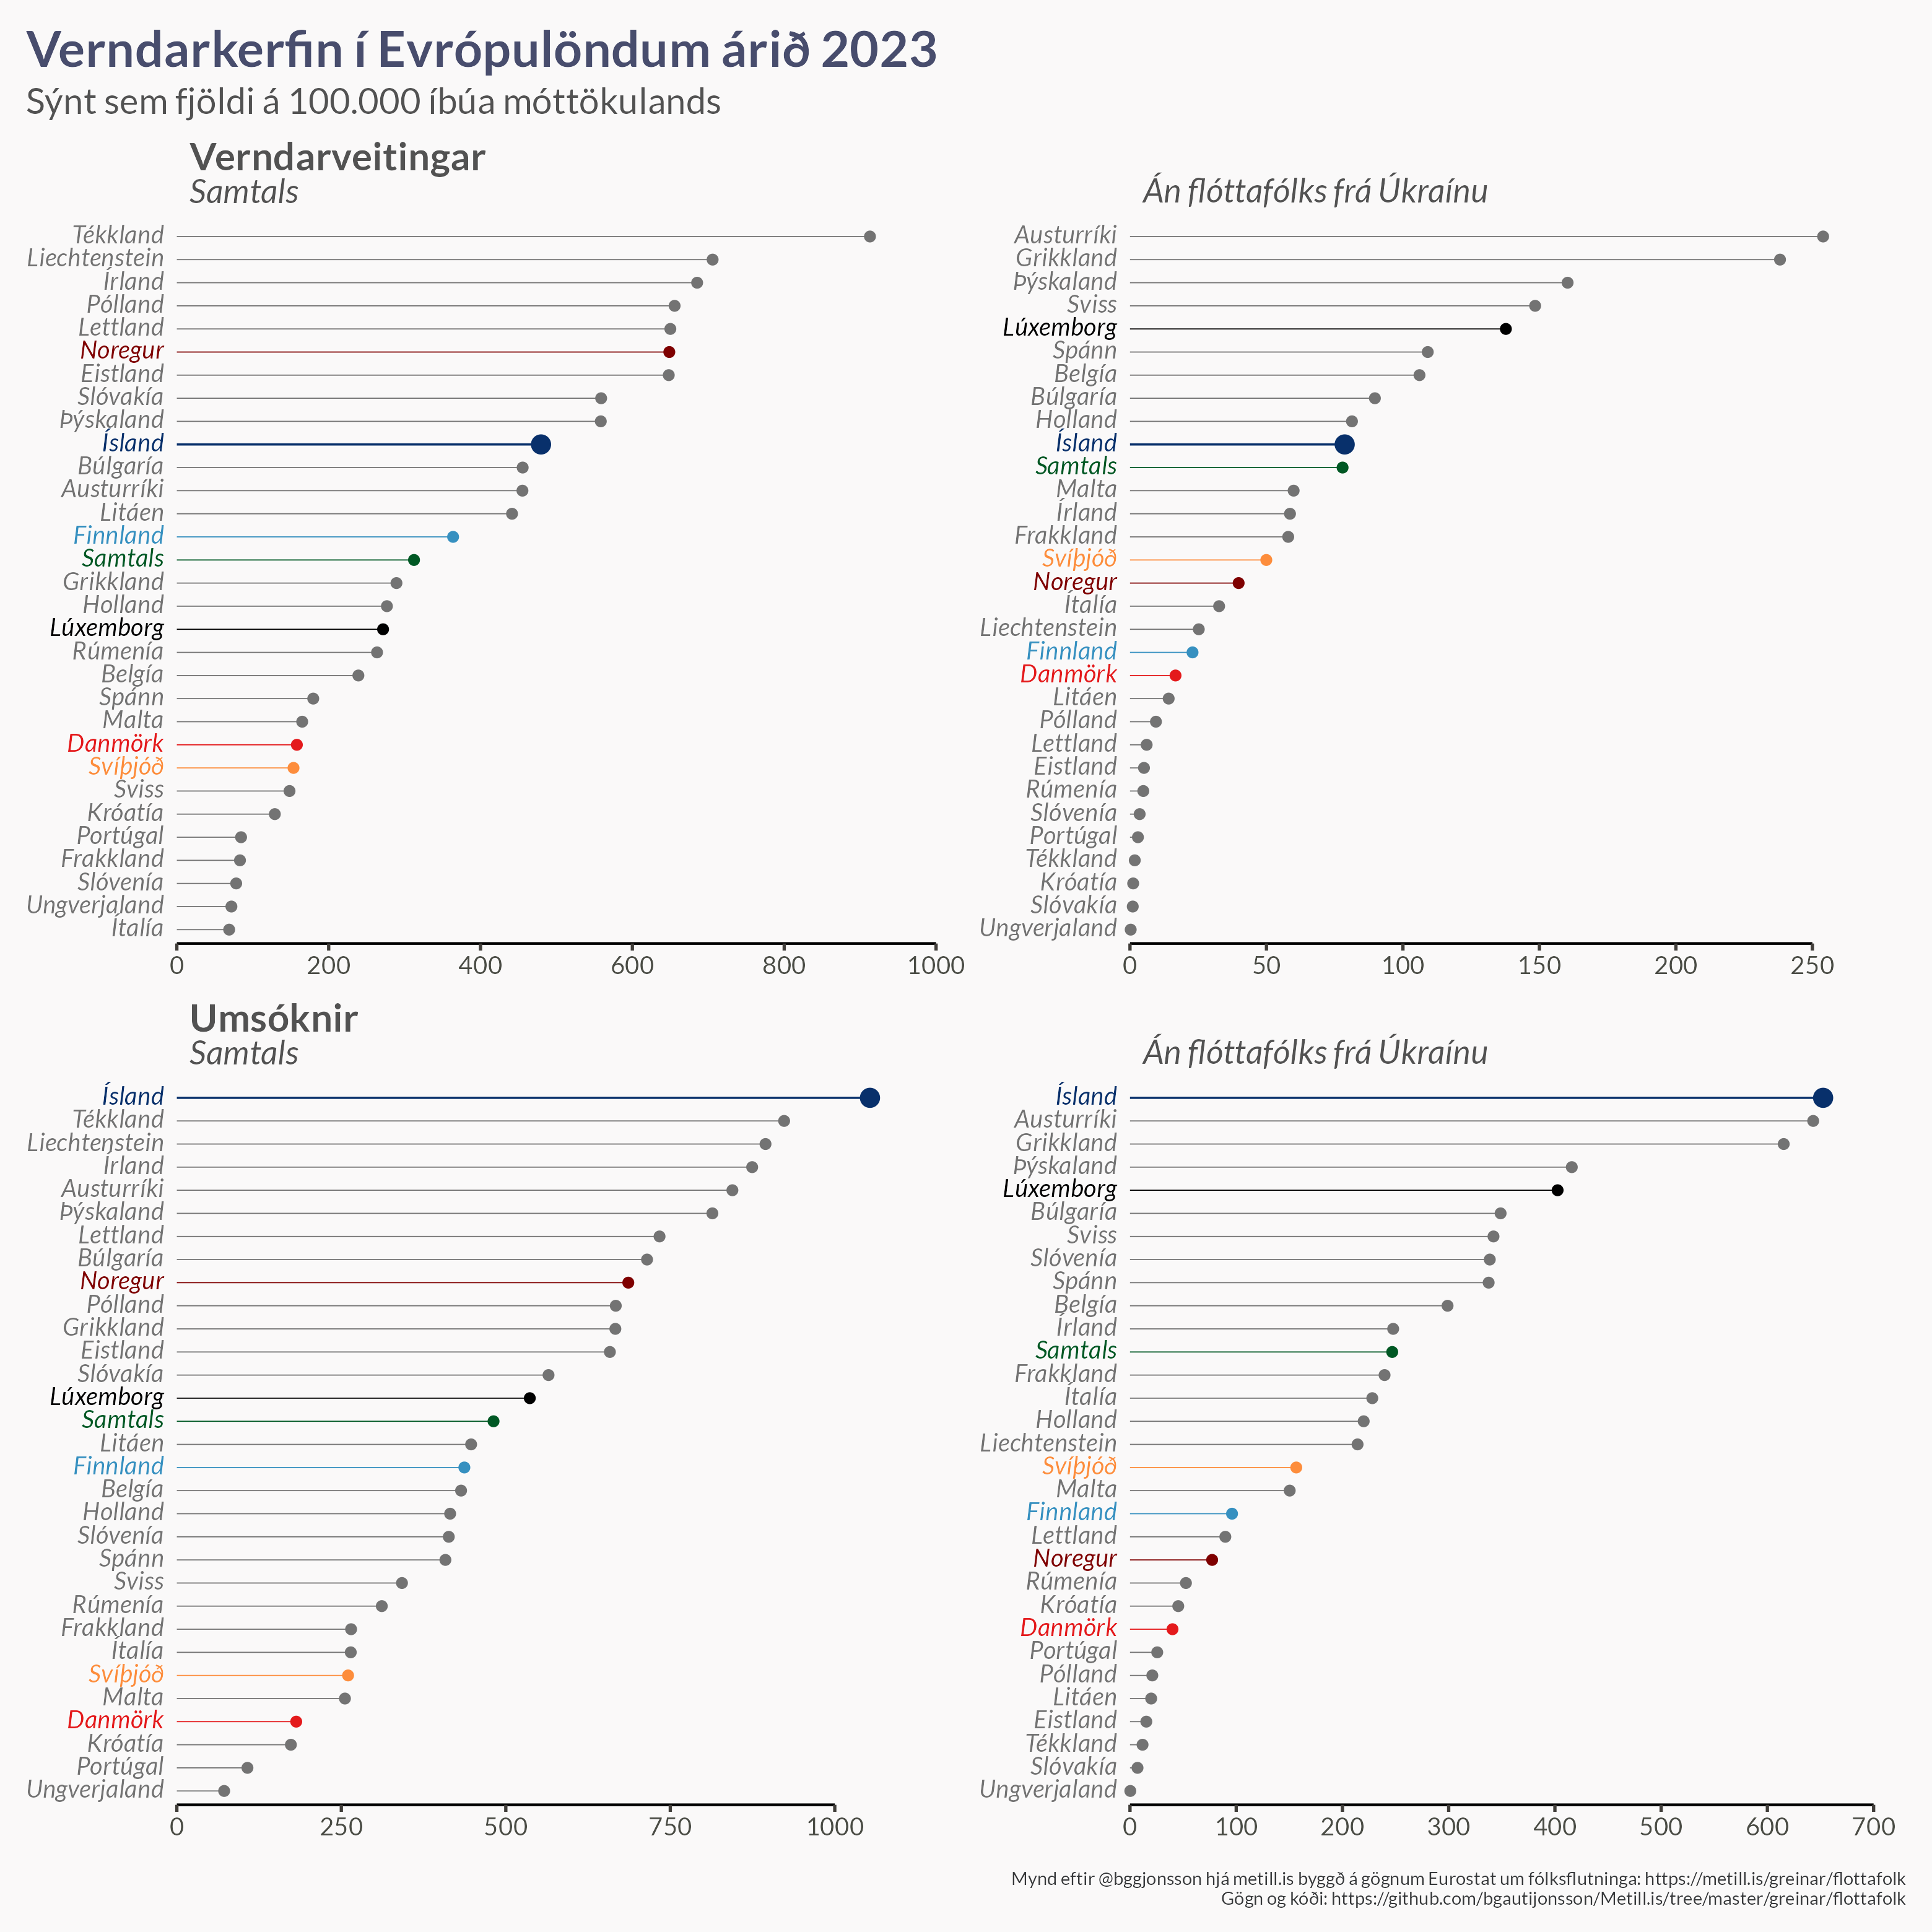 Verndarkerfin í Evrópulöndum árið 2023
Sýnt sem fjöldi á 100.000 íbúa móttökulands
Verndarveitingar
Samtals
Tékkland
Liechtenstein
Írland
Pólland
Lettland
Noregur
Eistland
Slóvakía
Þýskaland
Ísland
Búlgaría
Austurríki
Litáen
Finnland
Samtals
Grikkland
Holland
Lúxemborg
Rúmenía
Belgía
Spánn
Malta
Danmörk
Svíþjóð
Sviss
Króatía
Portúgal
Frakkland
Slóvenía
Ungverjaland
Ítalía
0 200 400 600 800 1000
Án flóttafólks frá Úkraínu
Austurríki
Grikkland
Þýskaland
Sviss
Lúxemborg
Spánn
Belgía
Búlgaría
Holland
Ísland
Samtals
Malta
Írland
Frakkland
Svíþjóð
Noregur
Ítalía
Liechtenstein
Finnland
Danmörk
Litáen
Pólland
Lettland
Eistland
Rúmenía
Slóvenía
Portúgal
Tékkland
Króatía
Slóvakía
Ungverjaland
0 50 100 150 200 250
Umsóknir
Samtals
Ísland
Tékkland
Liechtenstein
Írland
Austurríki
Þýskaland
Lettland
Búlgaría
Noregur
Pólland
Grikkland
Eistland
Slóvakía
Lúxemborg
Samtals
Litáen
Finnland
Belgía
Holland
Slóvenía
Spánn
Sviss
Rúmenía
Frakkland
Ítalía
Svíþjóð
Malta
Danmörk
Króatía
Portúgal
Ungverjaland
0 250 500 750 1000
Án flóttafólks frá Úkraínu
Ísland
Austurríki
Grikkland
Þýskaland
Lúxemborg
Búlgaría
Sviss
Slóvenía
Spánn
Belgía
Írland
Samtals
Frakkland
Ítalía
Holland
Liechtenstein
Svíþjóð
Malta
Finnland
Lettland
Noregur
Rúmenía
Króatía
Danmörk
Portúgal
Pólland
Litáen
Eistland
Tékkland
Slóvakía
Ungverjaland
0 100 200 300 400 500 600 700
Mynd eftir @bggjonsson hjá metill.is byggð á gögnum Eurostat um fólksflutninga: https://metill.is/greinar/flottafolk
Gögn og kóði: https://github.com/bgautijonsson/Metill.is/tree/master/greinar/flottafolk